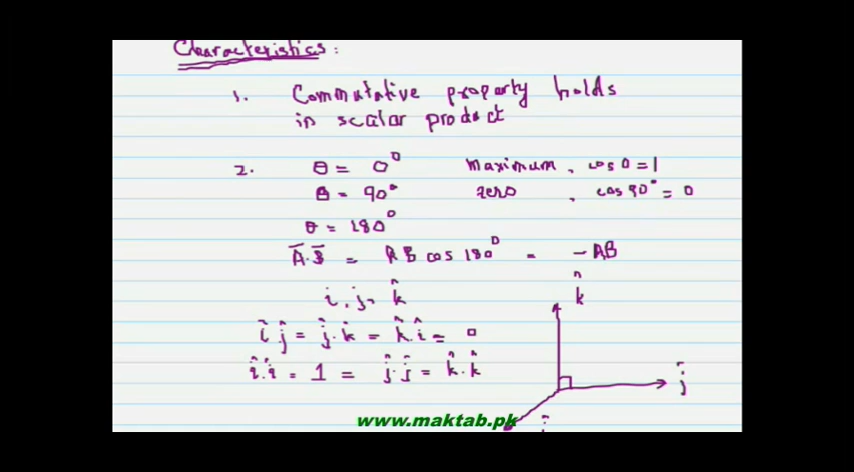 Characteristics:
1. Commutative property holds
in scalar product
2. θ = 0° maximum, cos 0 = 1
θ = 90° zero, cos 90° = 0
θ = 180°
A̅.B̅ = AB cos 180° = -AB
i, j, k̂
k̂
î ĵ = ĵ.k̂ = k̂.î = 0
î.î = 1 = ĵ.ĵ = k̂.k̂
ĵ
www.maktab.pk